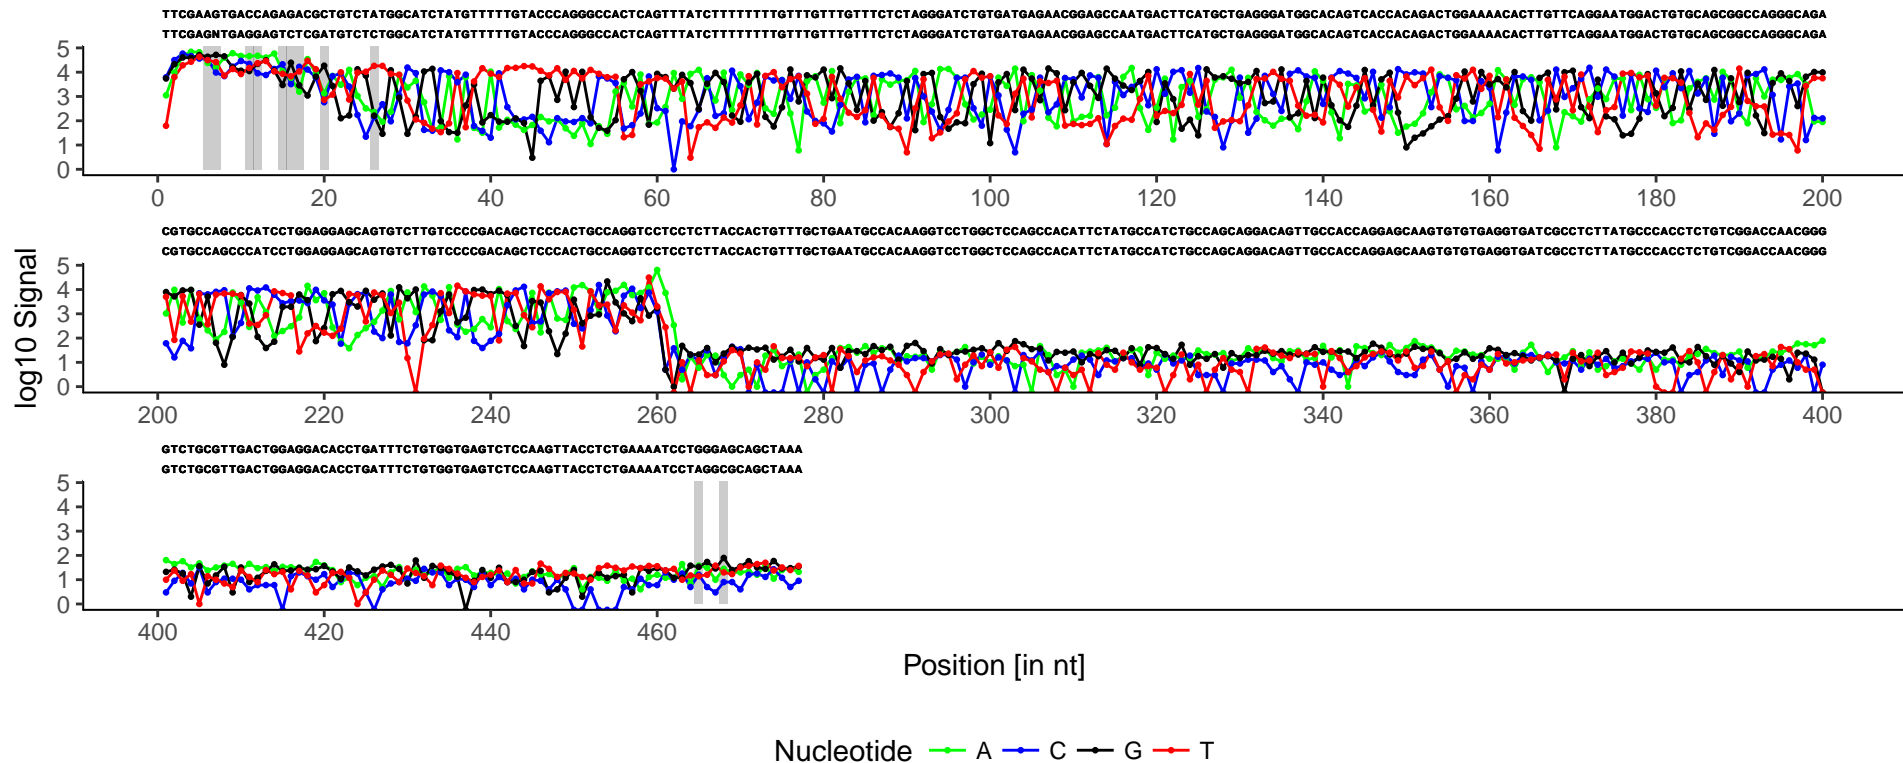 TTCGAAGTGACCAGAGACGCTGTCTATGGCATCTATGTTTTTGTACCCAGGGCCACTCAGTTTATCTTTTTTTTGTTTGTTTGTTTCTCTAGGGATCTGTGATGAGAACGGAGCCAATGACTTCATGCTGAGGGATGGCACAGTCACCACAGACTGGAAAACACTTGTTCAGGAATGGACTGTGCAGCGGCCAGGGCAGA
TTCGAGNTGAGGAGTCTCGATGTCTCTGGCATCTATGTTTTTGTACCCAGGGCCACTCAGTTTATCTTTTTTTTGTTTGTTTGTTTCTCTAGGGATCTGTGATGAGAACGGAGCCAATGACTTCATGCTGAGGGATGGCACAGTCACCACAGACTGGAAAACACTTGTTCAGGAATGGACTGTGCAGCGGCCAGGGCAGA
5
4
3
2
1
0
0 20 40 60 80 100 120 140 160 180 200
CGTGCCAGCCCATCCTGGAGGAGCAGTGTCTTGTCCCCGACAGCTCCCACTGCCAGGTCCTCCTCTTACCACTGTTTGCTGAATGCCACAAGGTCCTGGCTCCAGCCACATTCTATGCCATCTGCCAGCAGGACAGTTGCCACCAGGAGCAAGTGTGTGAGGTGATCGCCTCTTATGCCCACCTCTGTCGGACCAACGGG
CGTGCCAGCCCATCCTGGAGGAGCAGTGTCTTGTCCCCGACAGCTCCCACTGCCAGGTCCTCCTCTTACCACTGTTTGCTGAATGCCACAAGGTCCTGGCTCCAGCCACATTCTATGCCATCTGCCAGCAGGACAGTTGCCACCAGGAGCAAGTGTGTGAGGTGATCGCCTCTTATGCCCACCTCTGTCGGACCAACGGG
5
4
3
2
1
0
200 220 240 260 280 300 320 340 360 380 400
log10 Signal
GTCTGCGTTGACTGGAGGACACCTGATTTCTGTGGTGAGTCTCCAAGTTACCTCTGAAAATCCTGGGAGCAGCTAAA
GTCTGCGTTGACTGGAGGACACCTGATTTCTGTGGTGAGTCTCCAAGTTACCTCTGAAAATCCTAGGCGCAGCTAAA
5
4
3
2
1
0
400 420 440 460
Position [in nt]
Nucleotide A C G T